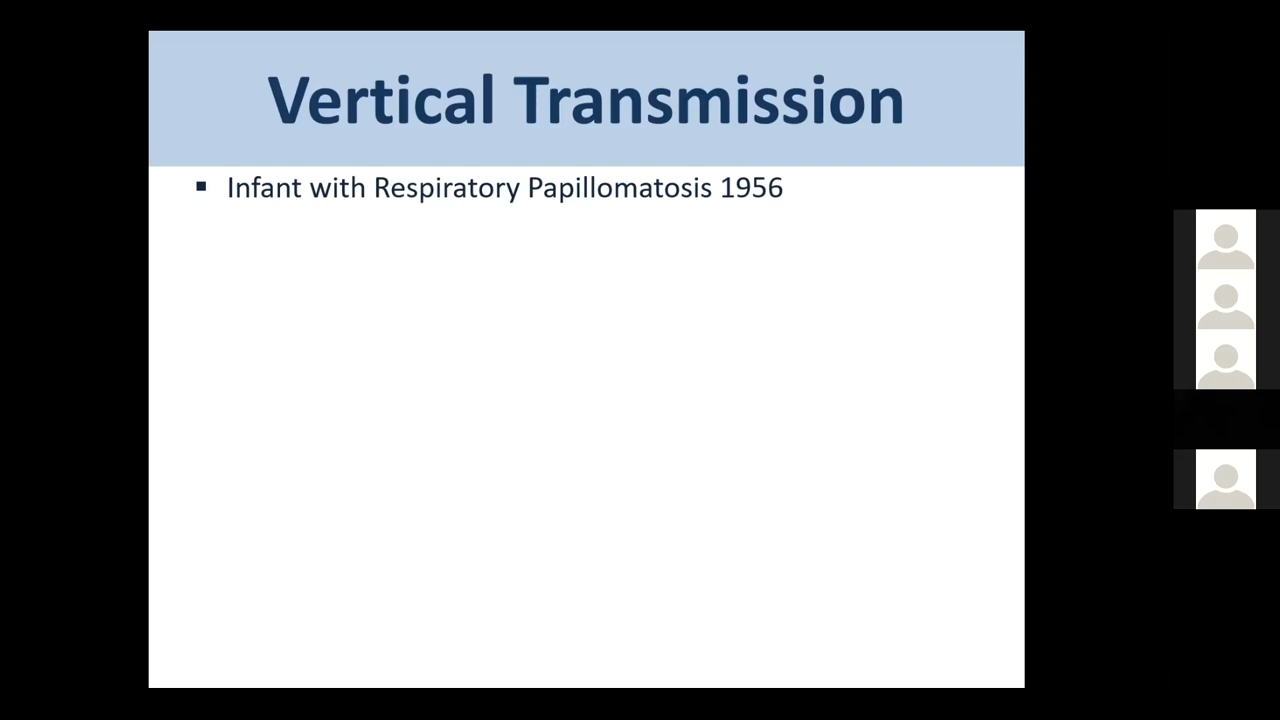 Vertical Transmission
▪ Infant with Respiratory Papillomatosis 1956